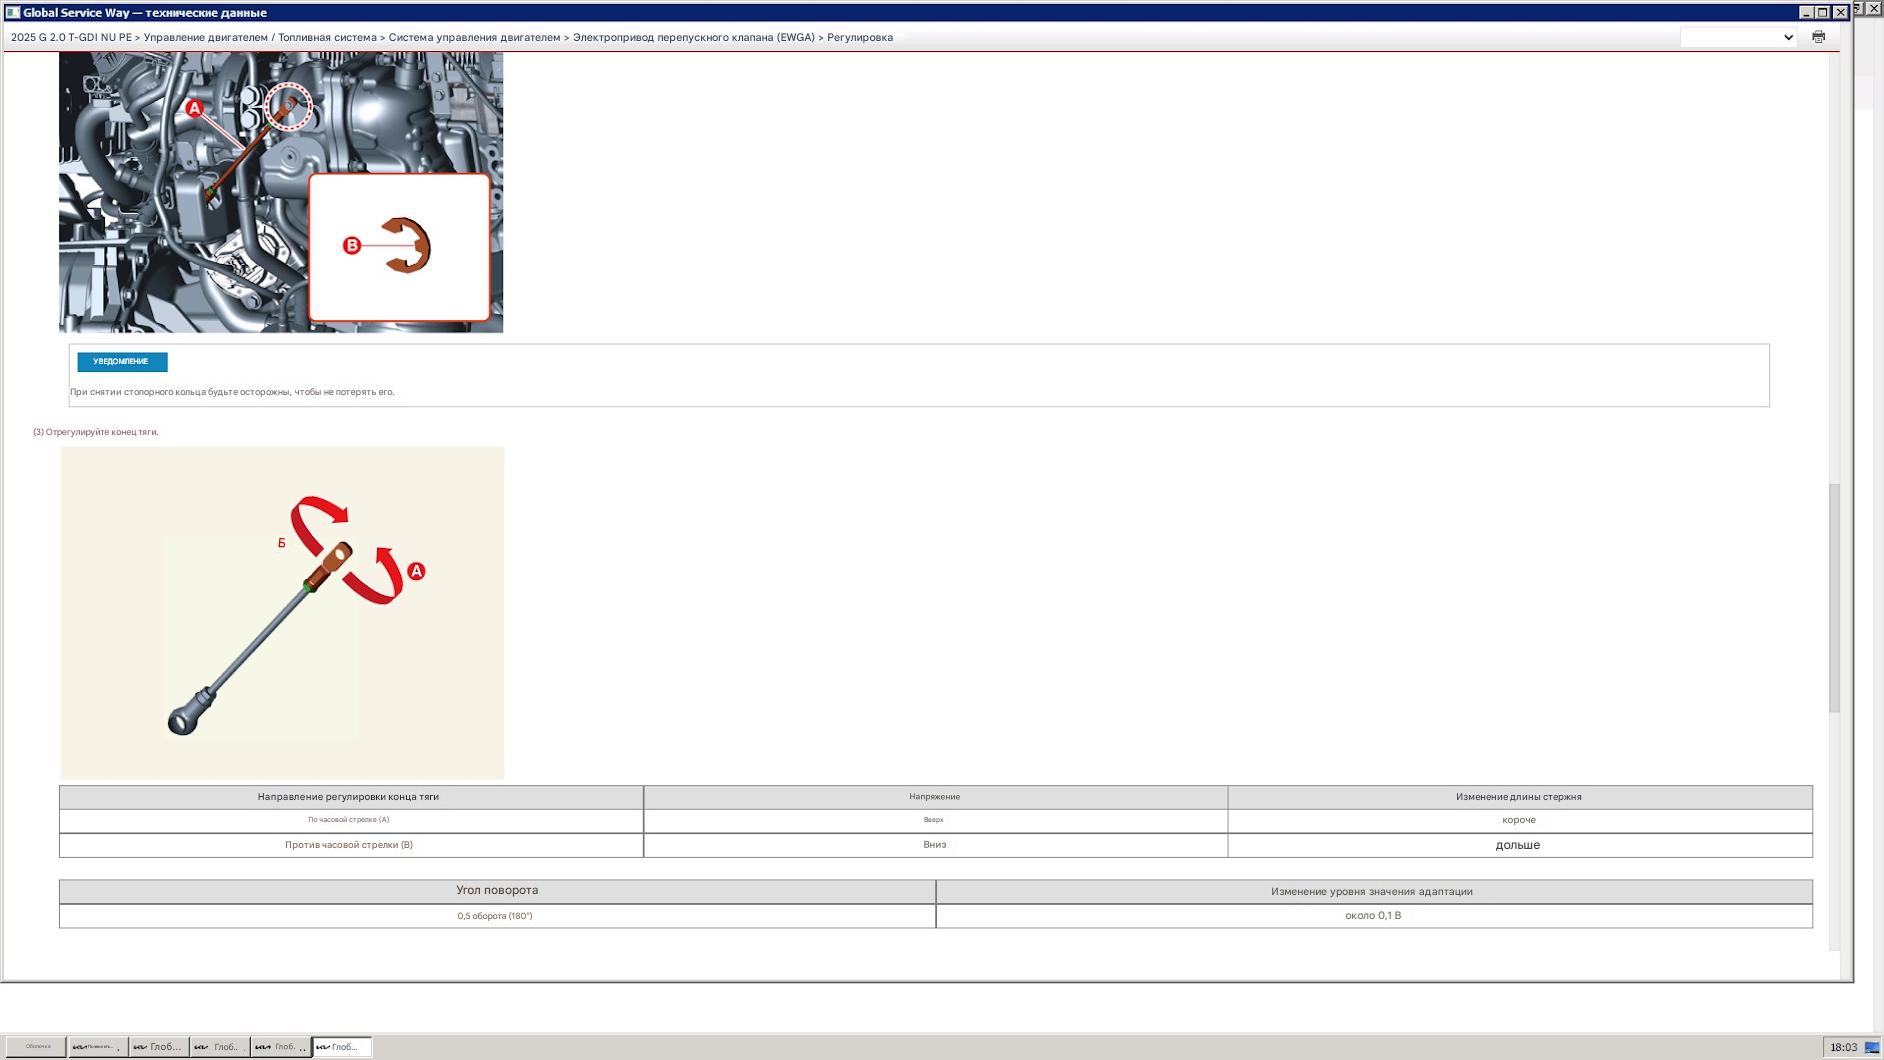 Global Service Way — технические данные
2025 G 2.0 T-GDI NU PE > Управление двигателем / Топливная система > Система управления двигателем > Электропривод перепускного клапана (EWGA) > Регулировка
A
B
УВЕДОМЛЕНИЕ
При снятии стопорного кольца будьте осторожны, чтобы не потерять его.
(3) Отрегулируйте конец тяги.
Б
A
Направление регулировки конца тяги Напряжение Изменение длины стержня
По часовой стрелке (A) Вверх короче
Против часовой стрелки (B) Вниз дольше
Угол поворота Изменение уровня значения адаптации
0,5 оборота (180°) около 0,1 В
Оболочка Глоб... Глоб.. Глоб. .. Глоб... 18:03